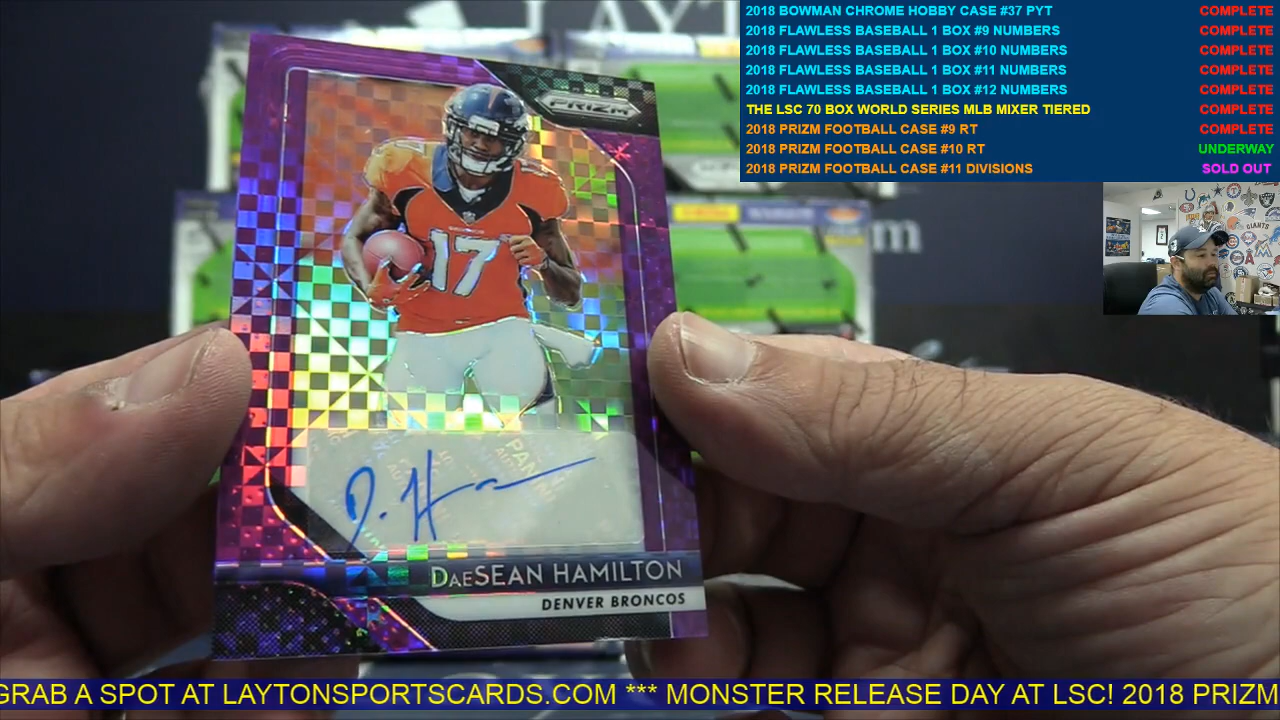 2018 BOWMAN CHROME HOBBY CASE #37 PYT COMPLETE
2018 FLAWLESS BASEBALL 1 BOX #9 NUMBERS COMPLETE
2018 FLAWLESS BASEBALL 1 BOX #10 NUMBERS COMPLETE
2018 FLAWLESS BASEBALL 1 BOX #11 NUMBERS COMPLETE
2018 FLAWLESS BASEBALL 1 BOX #12 NUMBERS COMPLETE
THE LSC 70 BOX WORLD SERIES MLB MIXER TIERED COMPLETE
2018 PRIZM FOOTBALL CASE #9 RT COMPLETE
2018 PRIZM FOOTBALL CASE #10 RT UNDERWAY
2018 PRIZM FOOTBALL CASE #11 DIVISIONS SOLD OUT
PRIZM
17
17
DaeSEAN HAMILTON
DENVER BRONCOS
GRAB A SPOT AT LAYTONSPORTSCARDS.COM *** MONSTER RELEASE DAY AT LSC! 2018 PRIZM